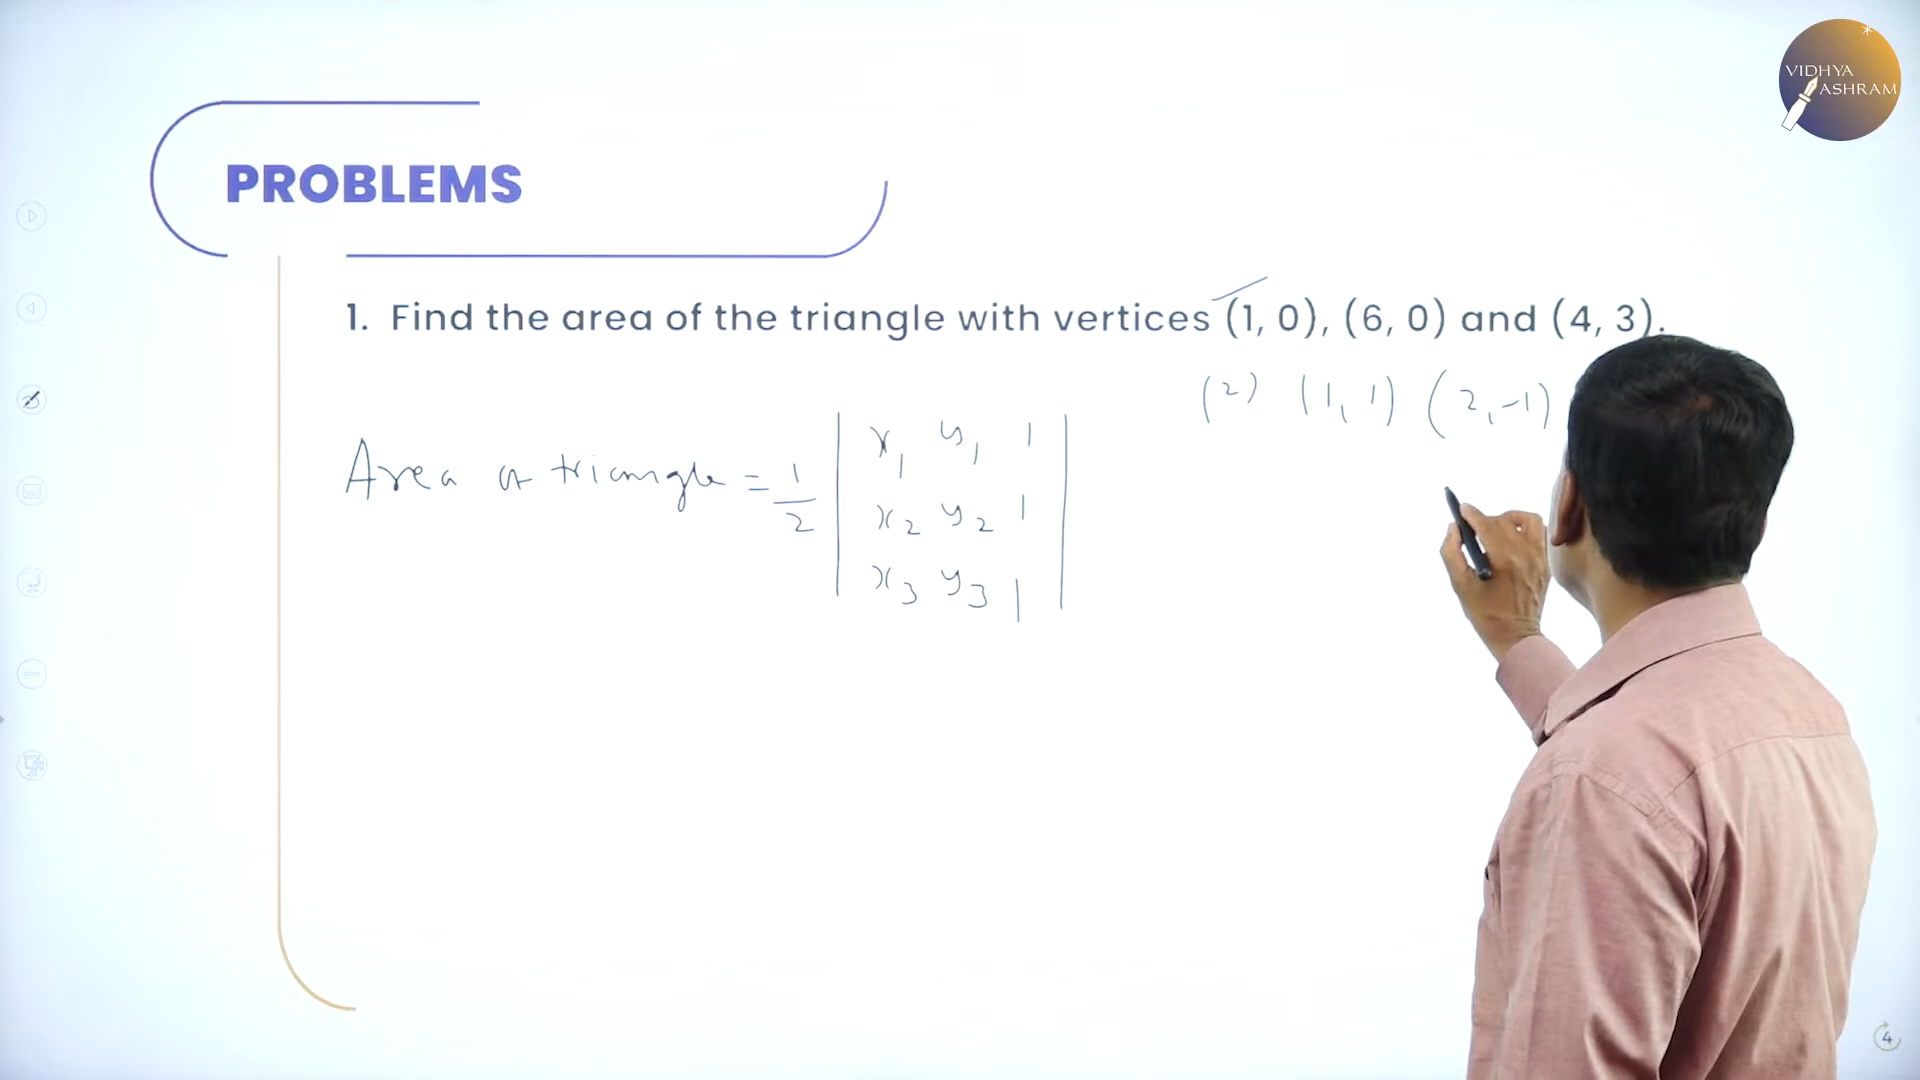 VIDHYA
ASHRAM
PROBLEMS
1. Find the area of the triangle with vertices (1, 0), (6, 0) and (4, 3).
(2) (1, 1) (2, -1)
Area of triangle = 1/2 | x₁ y₁ 1
x₂ y₂ 1
x₃ y₃ 1 |
4